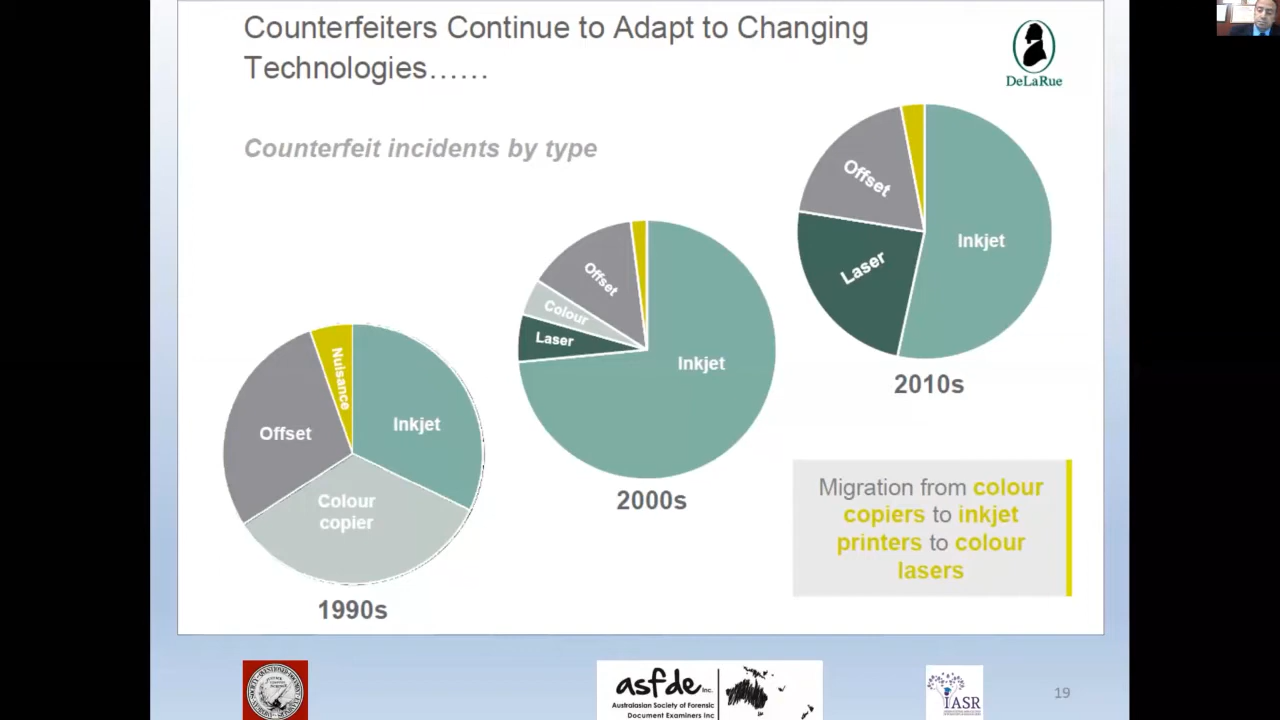 Counterfeiters Continue to Adapt to Changing
Technologies……
DeLaRue
Counterfeit incidents by type
Nuisance
Inkjet
Offset
Colour
copier
1990s
Offset
Colour
Laser
Inkjet
2000s
Offset
Laser
Inkjet
2010s
Migration from colour
copiers to inkjet
printers to colour
lasers
asfde Inc.
Australasian Society of Forensic
Document Examiners Inc
IASR
19